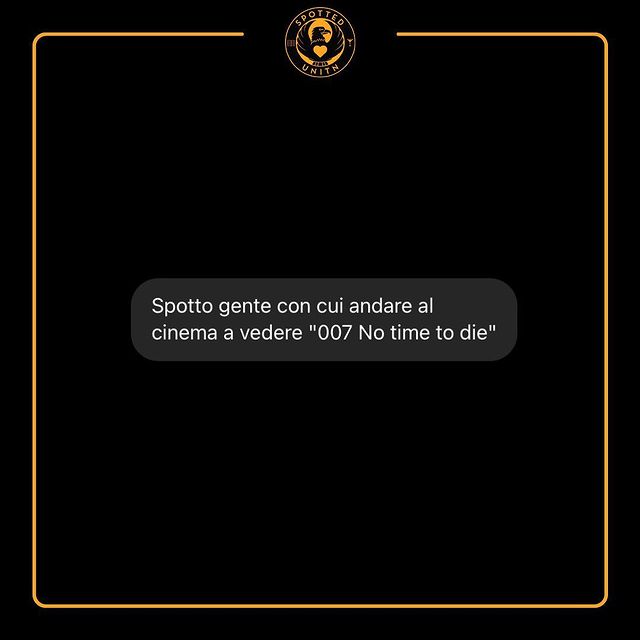 SPOTTED
UNITN
Spotto gente con cui andare al
cinema a vedere "007 No time to die"